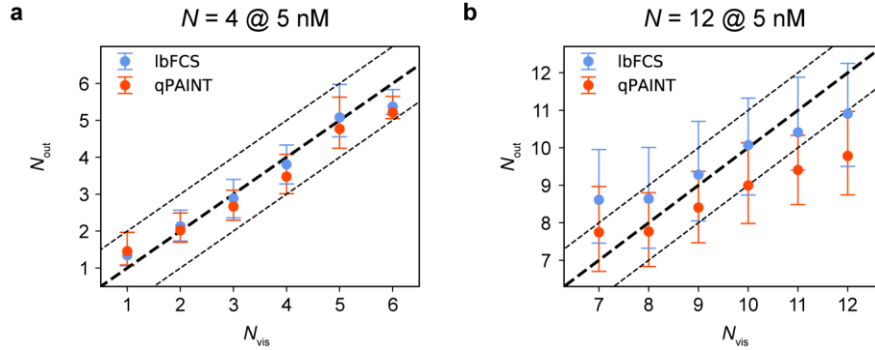 a
N = 4 @ 5 nM
lbFCS
qPAINT
6
5
4
3
2
1
N_out
1 2 3 4 5 6
N_vis
b
N = 12 @ 5 nM
lbFCS
qPAINT
12
11
10
9
8
7
N_out
7 8 9 10 11 12
N_vis